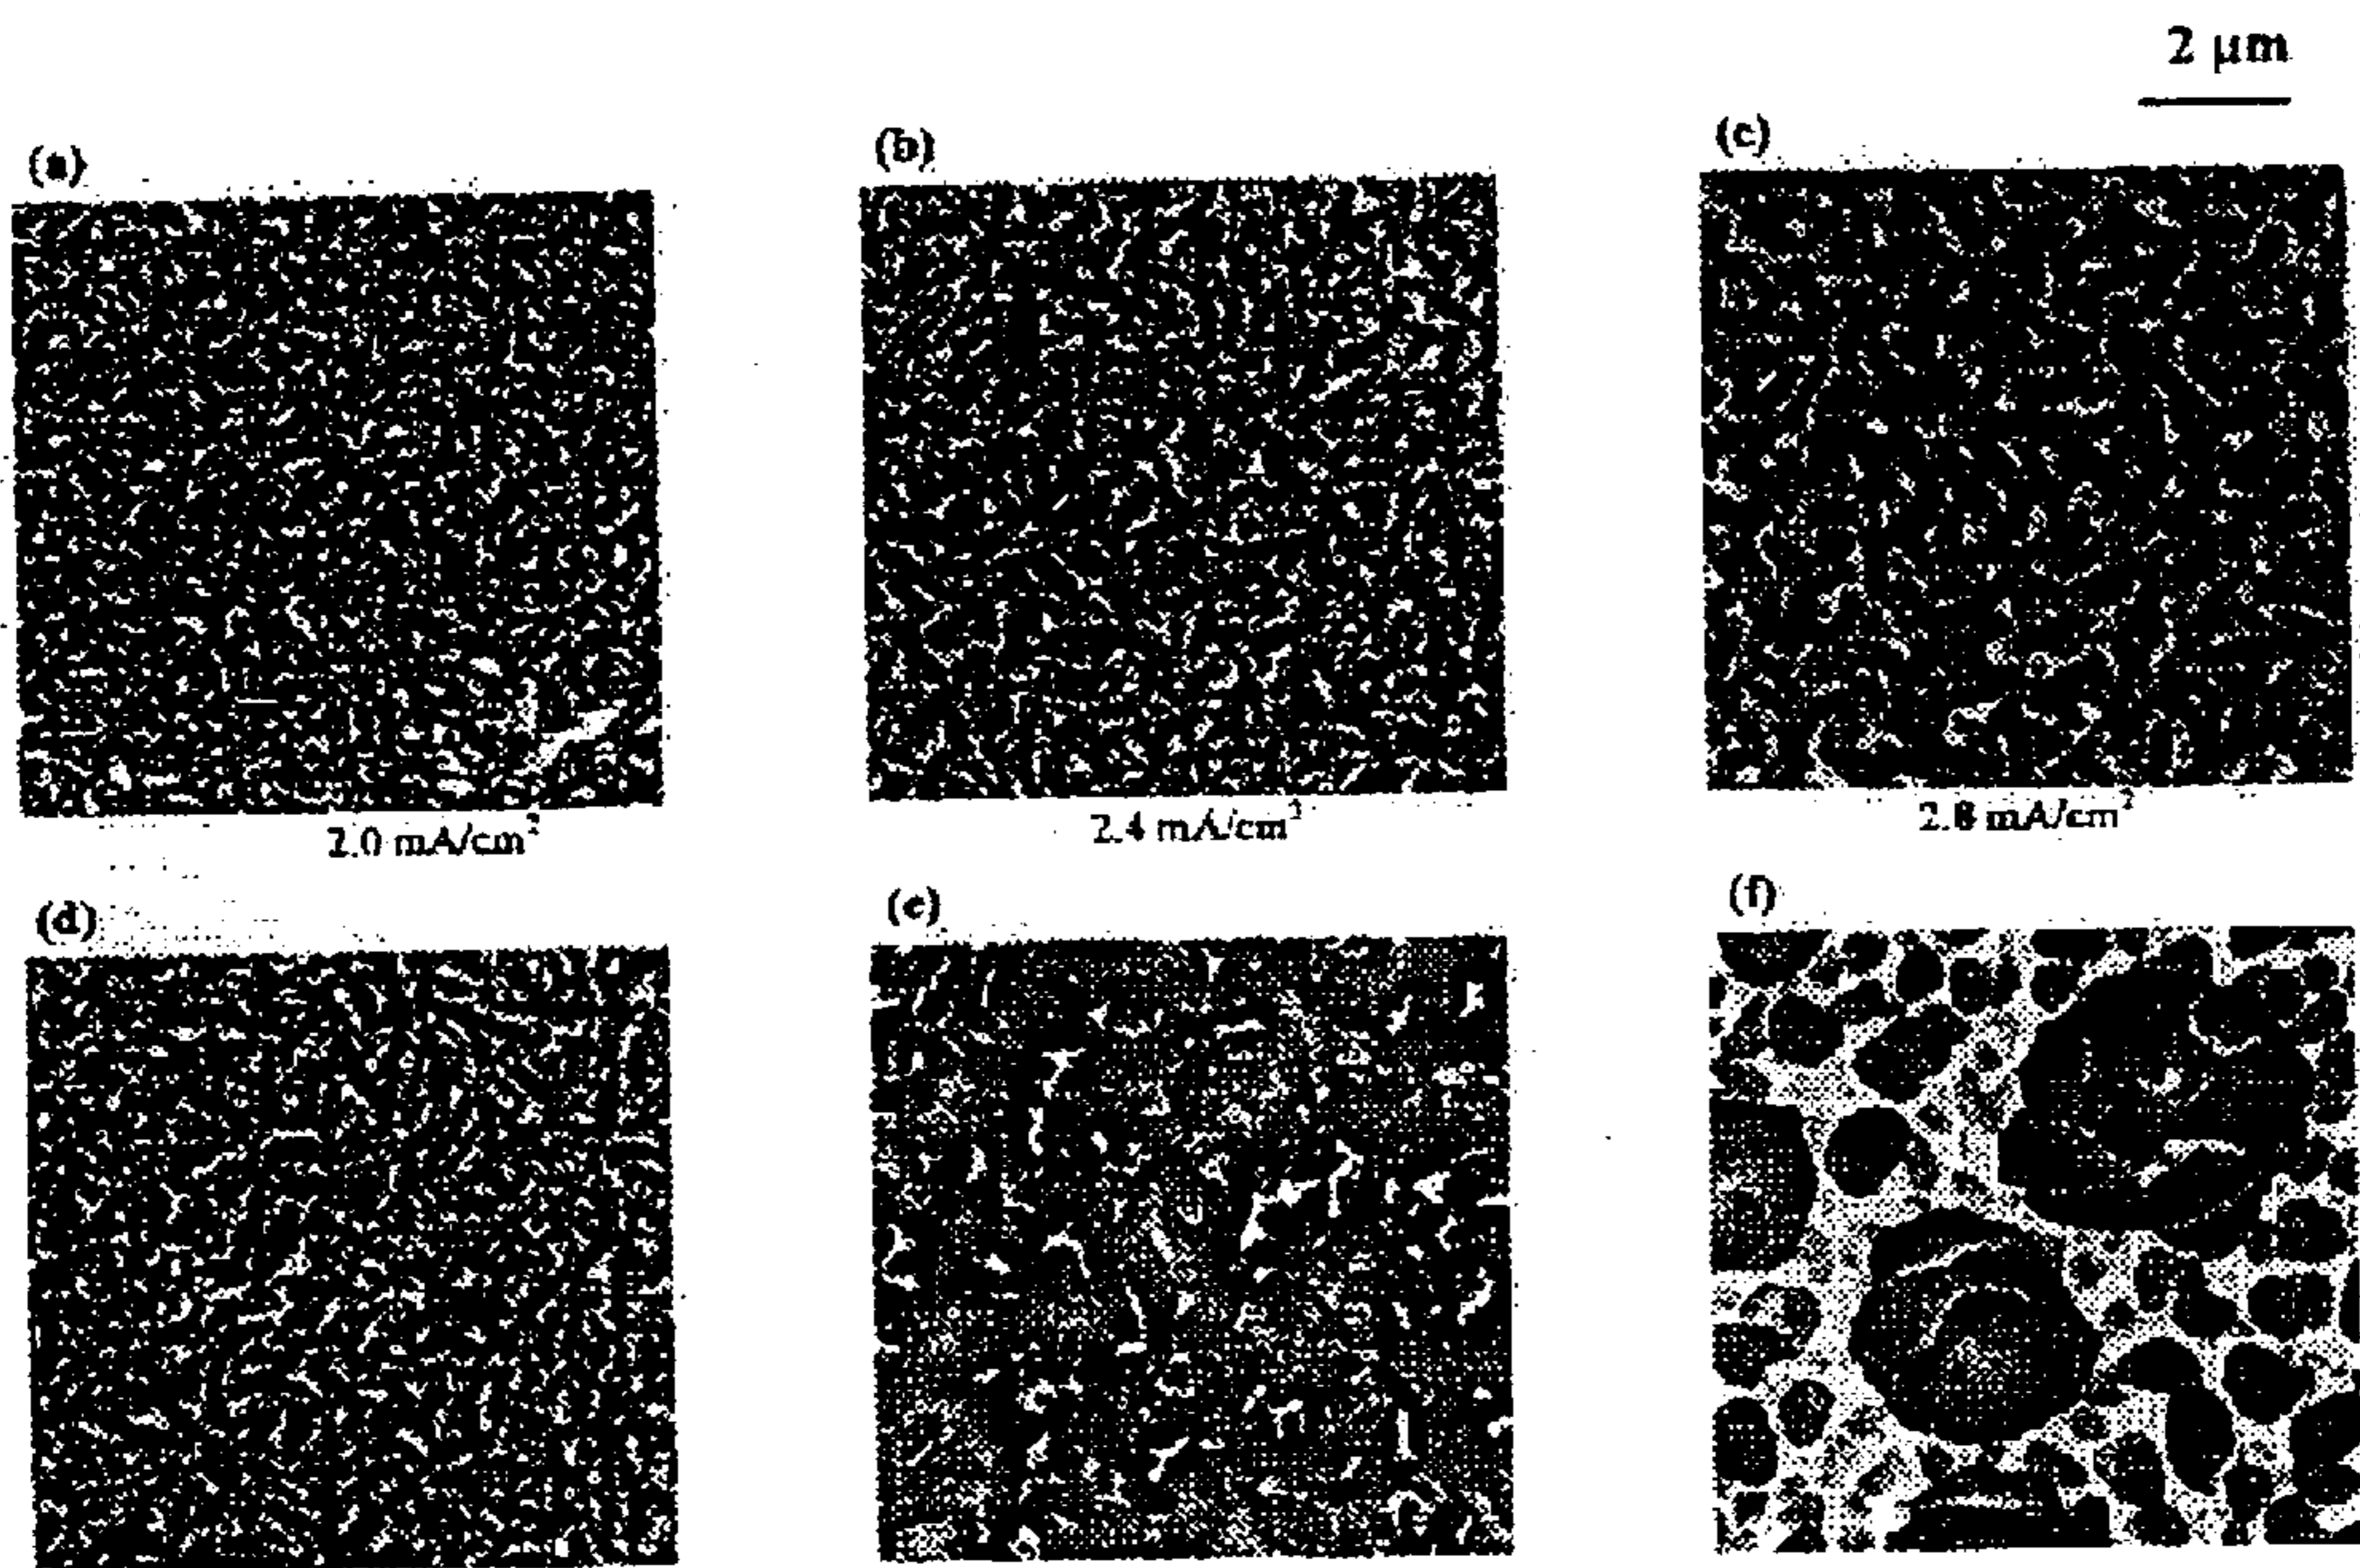 2 μm
(a)
(b)
(c)
2.0 mA/cm²
2.4 mA/cm²
2.8 mA/cm²
(d)
(e)
(f)